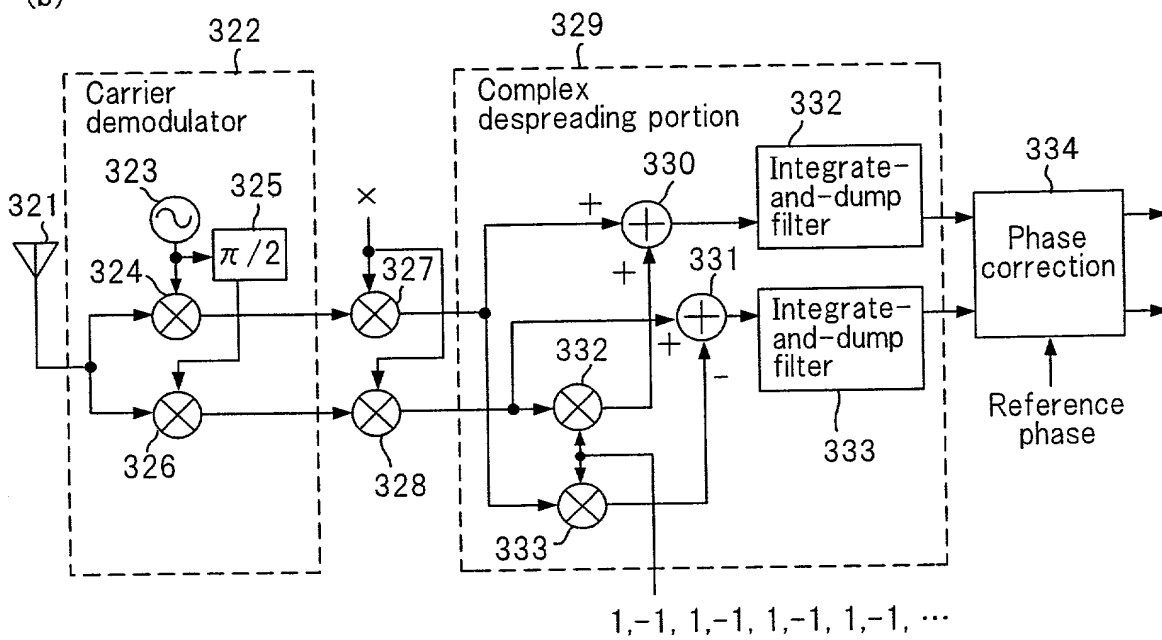 (b)
322
329
Carrier
demodulator
Complex
despreading portion
332
334
323
325
330
Integrate-
and-dump
filter
321
π/2
×
+
324
327
331
Phase
correction
+
332
+
-
Integrate-
and-dump
filter
326
328
333
333
Reference
phase
1,-1, 1,-1, 1,-1, 1,-1, ⋯